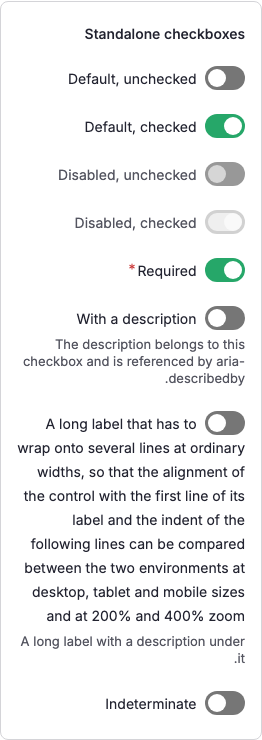 Standalone checkboxes
Default, unchecked
Default, checked
Disabled, unchecked
Disabled, checked
* Required
With a description
The description belongs to this
checkbox and is referenced by aria-
.describedby
A long label that has to
wrap onto several lines at ordinary
widths, so that the alignment of
the control with the first line of its
label and the indent of the
following lines can be compared
between the two environments at
desktop, tablet and mobile sizes
and at 200% and 400% zoom
A long label with a description under
.it
Indeterminate